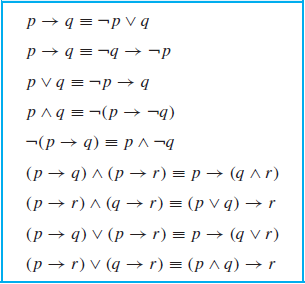 p → q ≡ ¬p ∨ q
p → q ≡ ¬q → ¬p
p ∨ q ≡ ¬p → q
p ∧ q ≡ ¬(p → ¬q)
¬(p → q) ≡ p ∧ ¬q
(p → q) ∧ (p → r) ≡ p → (q ∧ r)
(p → r) ∧ (q → r) ≡ (p ∨ q) → r
(p → q) ∨ (p → r) ≡ p → (q ∨ r)
(p → r) ∨ (q → r) ≡ (p ∧ q) → r